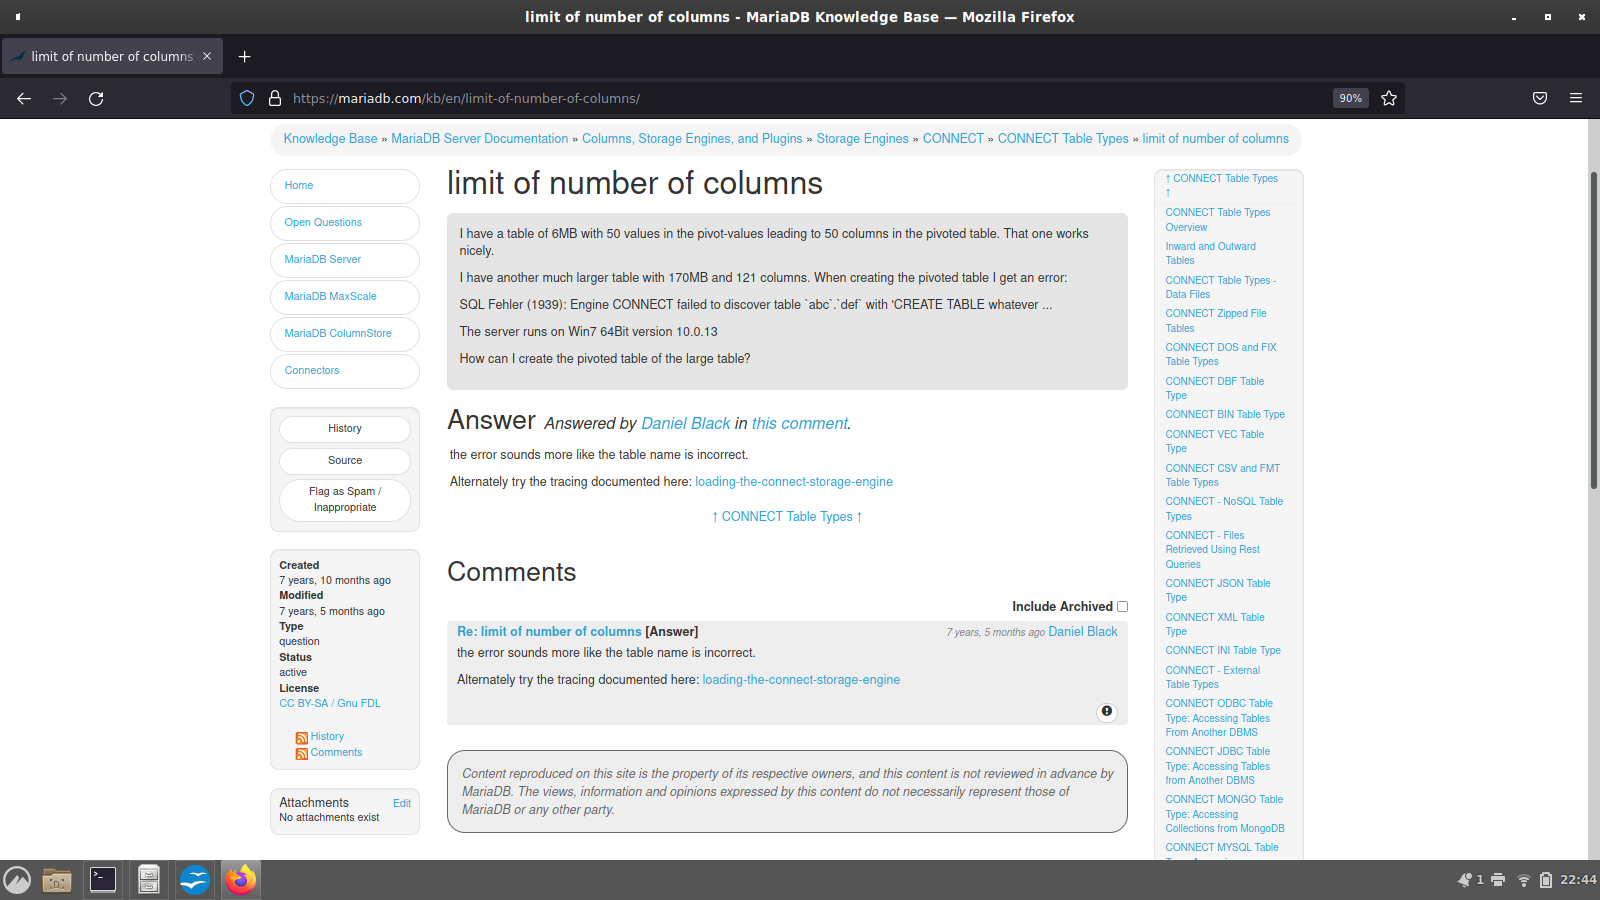 limit of number of columns - MariaDB Knowledge Base — Mozilla Firefox
limit of number of columns
https://mariadb.com/kb/en/limit-of-number-of-columns/
90%
Knowledge Base » MariaDB Server Documentation » Columns, Storage Engines, and Plugins » Storage Engines » CONNECT » CONNECT Table Types » limit of number of columns
Home
Open Questions
MariaDB Server
MariaDB MaxScale
MariaDB ColumnStore
Connectors
History
Source
Flag as Spam /
Inappropriate
Created
7 years, 10 months ago
Modified
7 years, 5 months ago
Type
question
Status
active
License
CC BY-SA / Gnu FDL
History
Comments
Attachments Edit
No attachments exist
limit of number of columns
I have a table of 6MB with 50 values in the pivot-values leading to 50 columns in the pivoted table. That one works
nicely.
I have another much larger table with 170MB and 121 columns. When creating the pivoted table I get an error:
SQL Fehler (1939): Engine CONNECT failed to discover table `abc`.`def` with 'CREATE TABLE whatever ...
The server runs on Win7 64Bit version 10.0.13
How can I create the pivoted table of the large table?
Answer Answered by Daniel Black in this comment.
the error sounds more like the table name is incorrect.
Alternately try the tracing documented here: loading-the-connect-storage-engine
↑ CONNECT Table Types ↑
Comments
Include Archived
Re: limit of number of columns [Answer] 7 years, 5 months ago Daniel Black
the error sounds more like the table name is incorrect.
Alternately try the tracing documented here: loading-the-connect-storage-engine
Content reproduced on this site is the property of its respective owners, and this content is not reviewed in advance by
MariaDB. The views, information and opinions expressed by this content do not necessarily represent those of
MariaDB or any other party.
↑ CONNECT Table Types
↑
CONNECT Table Types
Overview
Inward and Outward
Tables
CONNECT Table Types -
Data Files
CONNECT Zipped File
Tables
CONNECT DOS and FIX
Table Types
CONNECT DBF Table
Type
CONNECT BIN Table Type
CONNECT VEC Table
Type
CONNECT CSV and FMT
Table Types
CONNECT - NoSQL Table
Types
CONNECT - Files
Retrieved Using Rest
Queries
CONNECT JSON Table
Type
CONNECT XML Table
Type
CONNECT INI Table Type
CONNECT - External
Table Types
CONNECT ODBC Table
Type: Accessing Tables
From Another DBMS
CONNECT JDBC Table
Type: Accessing Tables
from Another DBMS
CONNECT MONGO Table
Type: Accessing
Collections from MongoDB
CONNECT MYSQL Table
1
22:44